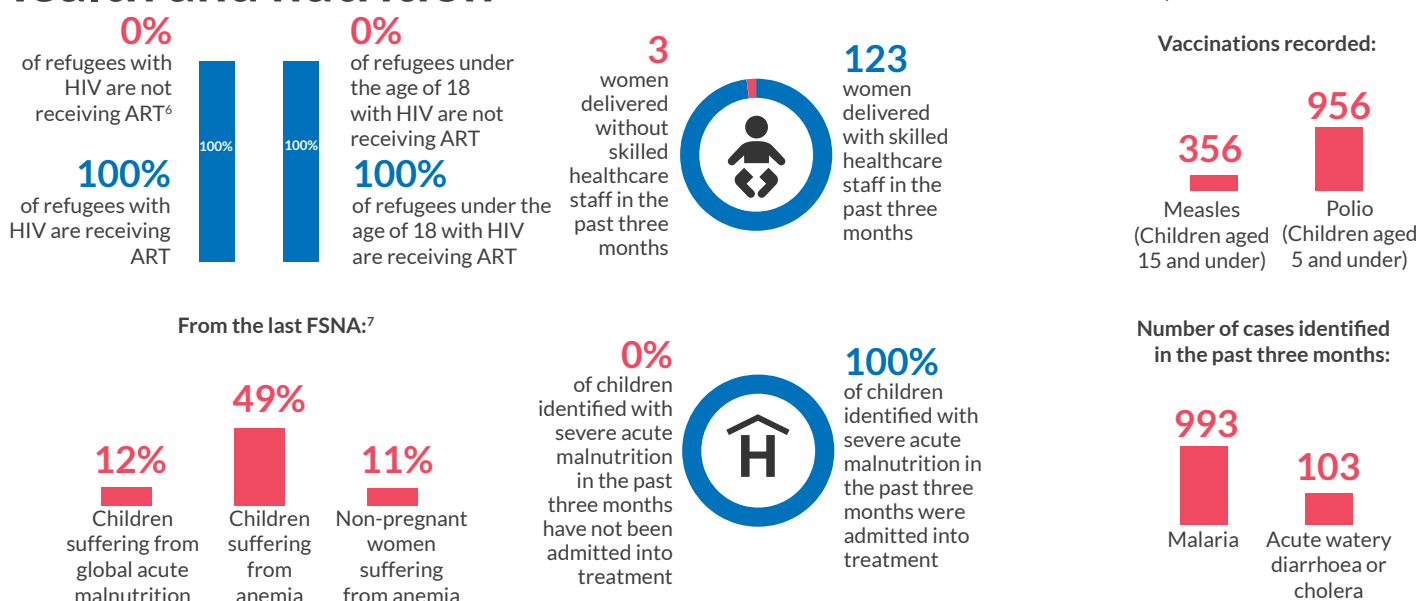 0%
of refugees with
HIV are not
receiving ART6
100%
of refugees with
HIV are receiving
ART
100%
100%
0%
of refugees under
the age of 18
with HIV are not
receiving ART
100%
of refugees under the
age of 18 with HIV
are receiving ART
3
women
delivered
without
skilled
healthcare
staff in the
past three
months
123
women
delivered
with skilled
healthcare
staff in the
past three
months
Vaccinations recorded:
356
Measles
(Children aged
15 and under)
956
Polio
(Children aged
5 and under)
From the last FSNA:7
12%
Children
suffering from
global acute
malnutrition
49%
Children
suffering
from
anemia
11%
Non-pregnant
women
suffering
from anemia
0%
of children
identified with
severe acute
malnutrition
in the past
three months
have not been
admitted into
treatment
H
100%
of children
identified with
severe acute
malnutrition in
the past three
months were
admitted into
treatment
Number of cases identified
in the past three months:
993
Malaria
103
Acute watery
diarrhoea or
cholera